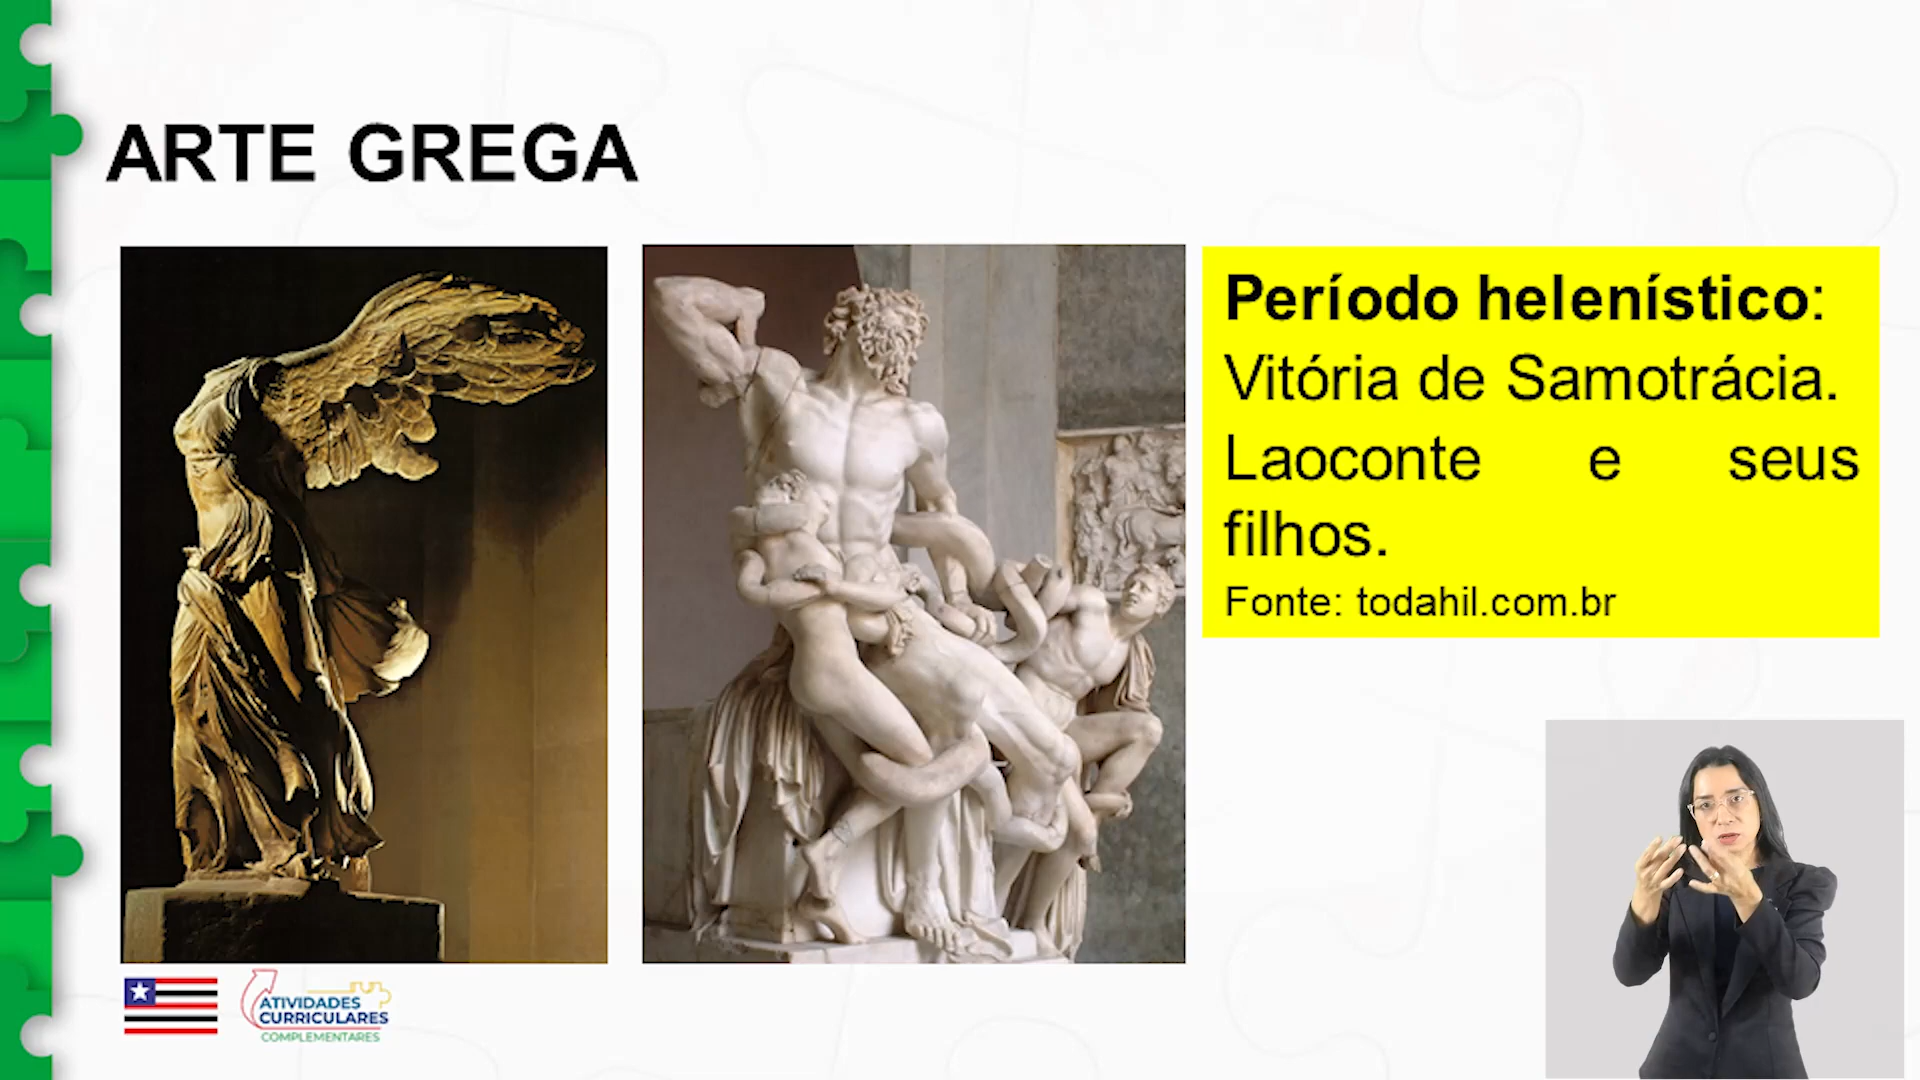 ARTE GREGA
Período helenístico:
Vitória de Samotrácia.
Laoconte e seus
filhos.
Fonte: todahil.com.br
ATIVIDADES
CURRICULARES
COMPLEMENTARES